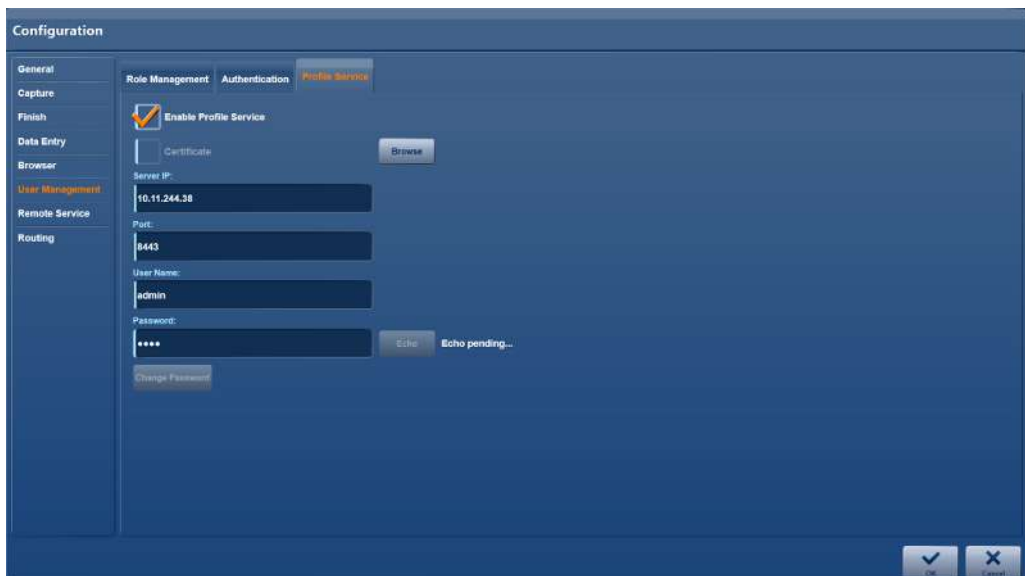 Configuration
General
Capture
Finish
Data Entry
Browser
User Management
Remote Service
Routing
Role Management Authentication Profile Service
Enable Profile Service
Certificate Browse
Server IP:
10.11.244.38
Port:
8443
User Name:
admin
Password:
•••• Echo Echo pending...
Change Password
OK Cancel